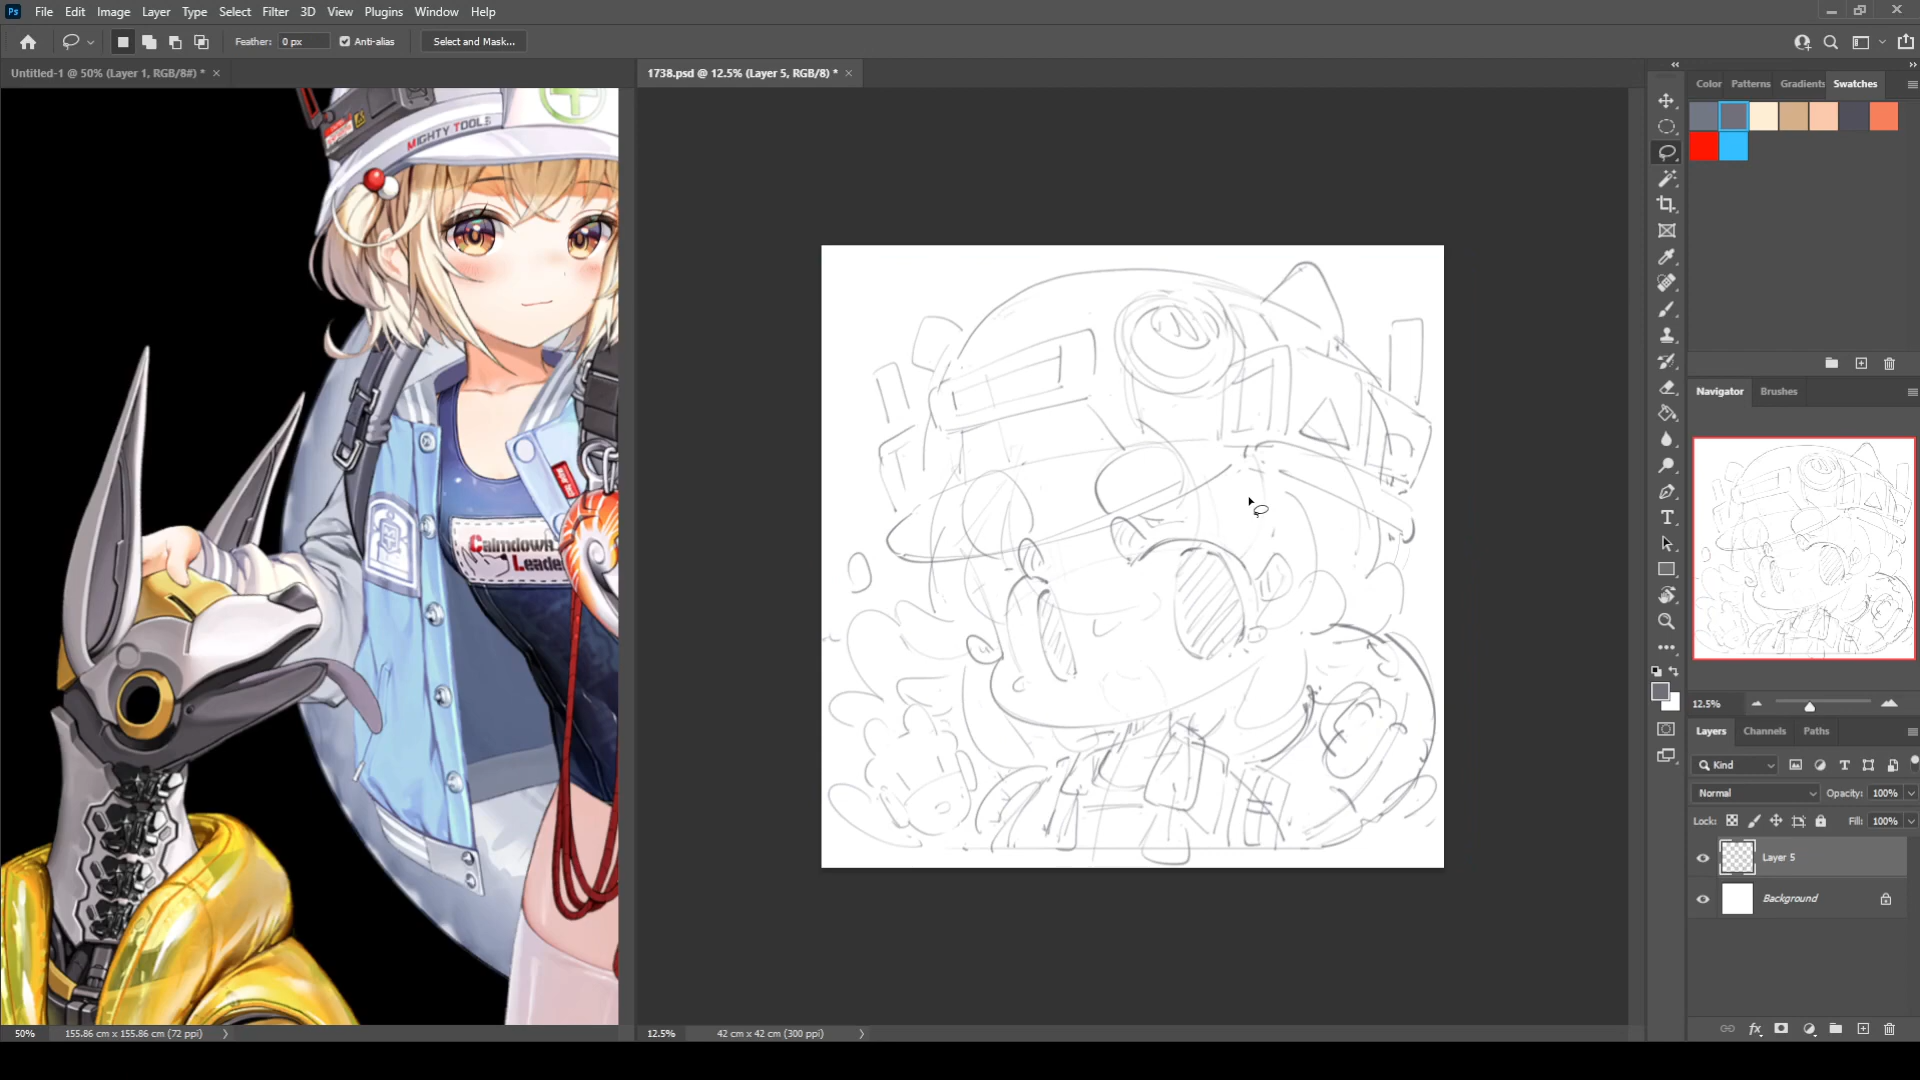 Ps File Edit Image Layer Type Select Filter 3D View Plugins Window Help
Feather: 0 px Anti-alias Select and Mask...
Untitled-1 @ 50% (Layer 1, RGB/8#) * ×
1738.psd @ 12.5% (Layer 5, RGB/8) * ×
Color Patterns Gradients Swatches
MIGHTY TOOLS
Calmdown
Leade
Navigator Brushes
12.5%
Layers Channels Paths
Kind
Normal Opacity: 100%
Lock: Fill: 100%
Layer 5
Background
50% 155.86 cm x 155.86 cm (72 ppi)
12.5% 42 cm x 42 cm (300 ppi)